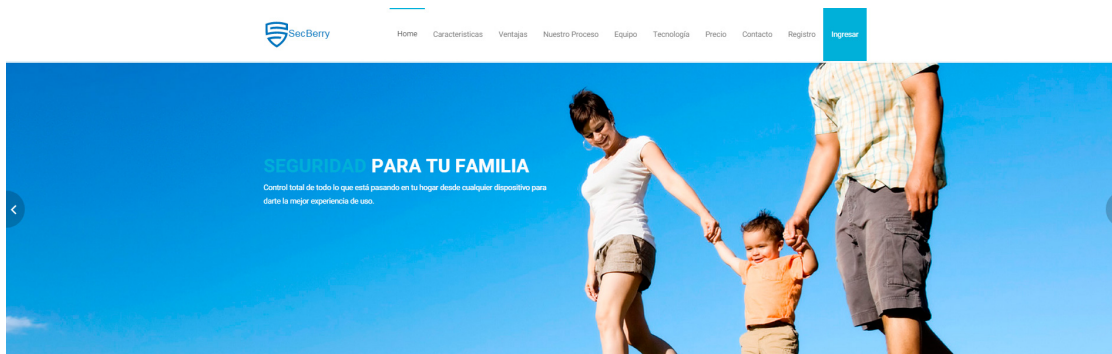 SecBerry
Home Características Ventajas Nuestro Proceso Equipo Tecnología Precio Contacto Registro Ingresar
SEGURIDAD PARA TU FAMILIA
Control total de todo lo que está pasando en tu hogar desde cualquier dispositivo para
darte la mejor experiencia de uso.